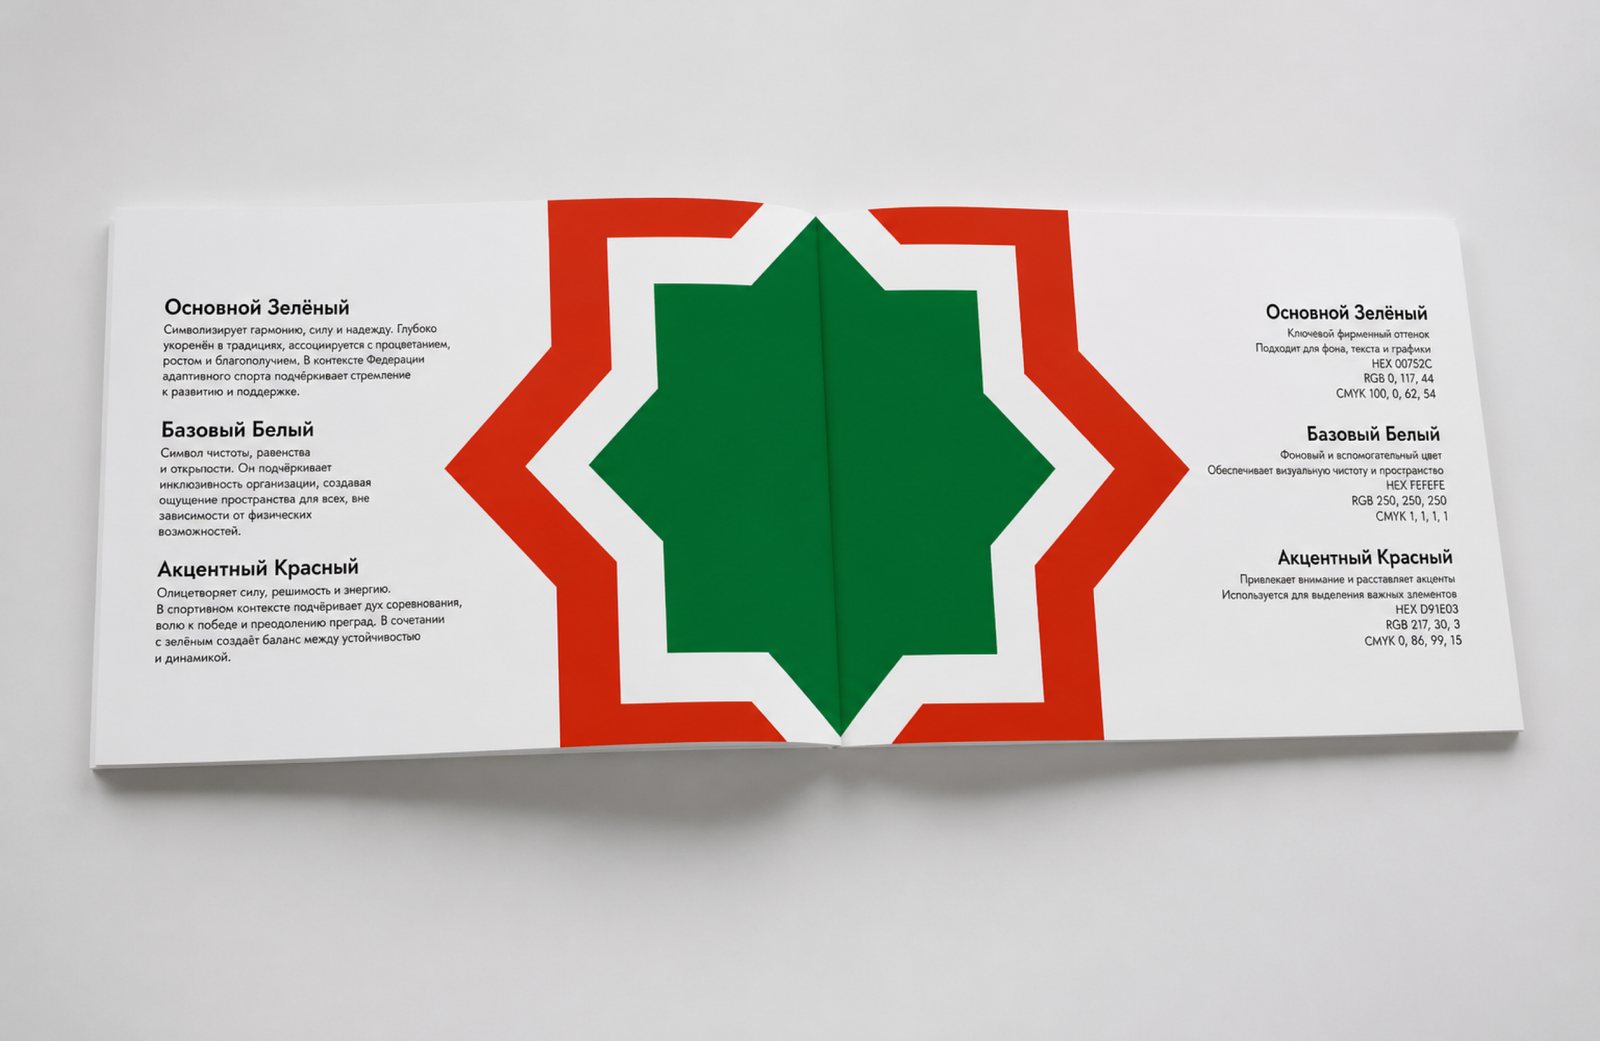 Основной Зелёный
Символизирует гармонию, силу и надежду. Глубоко
укоренён в традициях, ассоциируется с процветанием,
ростом и благополучием. В контексте Федерации
адаптивного спорта подчёркивает стремление
к развитию и поддержке.
Базовый Белый
Символ чистоты, равенства
и открытости. Он подчёркивает
инклюзивность организации, создавая
ощущение пространства для всех, вне
зависимости от физических
возможностей.
Акцентный Красный
Олицетворяет силу, решимость и энергию.
В спортивном контексте подчёривает дух соревнования,
волю к победе и преодолению преград. В сочетании
с зелёным создаёт баланс между устойчивостью
и динамикой.
Основной Зелёный
Ключевой фирменный оттенок
Подходит для фона, текста и графики
HEX 00752C
RGB 0, 117, 44
CMYK 100, 0, 62, 54
Базовый Белый
Фоновый и вспомогательный цвет
Обеспечивает визуальную чистоту и пространство
HEX FEFEFE
RGB 250, 250, 250
CMYK 1, 1, 1, 1
Акцентный Красный
Привлекает внимание и расставляет акценты
Используется для выделения важных элементов
HEX D91E03
RGB 217, 30, 3
CMYK 0, 86, 99, 15